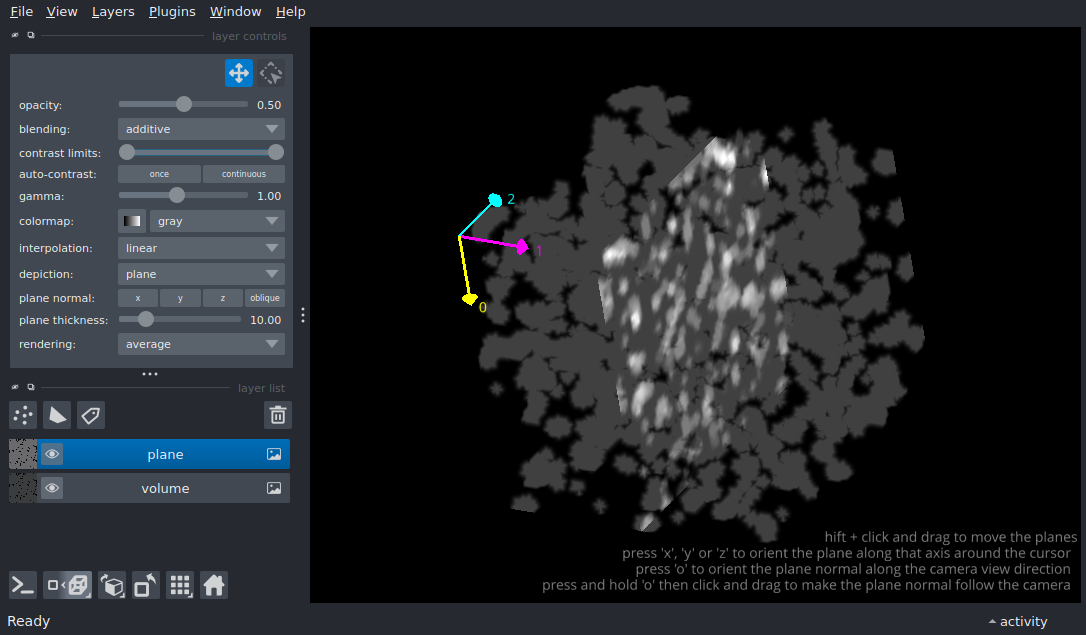 File View Layers Plugins Window Help
layer controls
opacity: 0.50
blending: additive
contrast limits:
auto-contrast: once continuous
gamma: 1.00
colormap: gray
interpolation: linear
depiction: plane
plane normal: x y z oblique
plane thickness: 10.00
rendering: average
layer list
plane
volume
2
1
0
hift + click and drag to move the planes
press 'x', 'y' or 'z' to orient the plane along that axis around the cursor
press 'o' to orient the plane normal along the camera view direction
press and hold 'o' then click and drag to make the plane normal follow the camera
Ready
activity